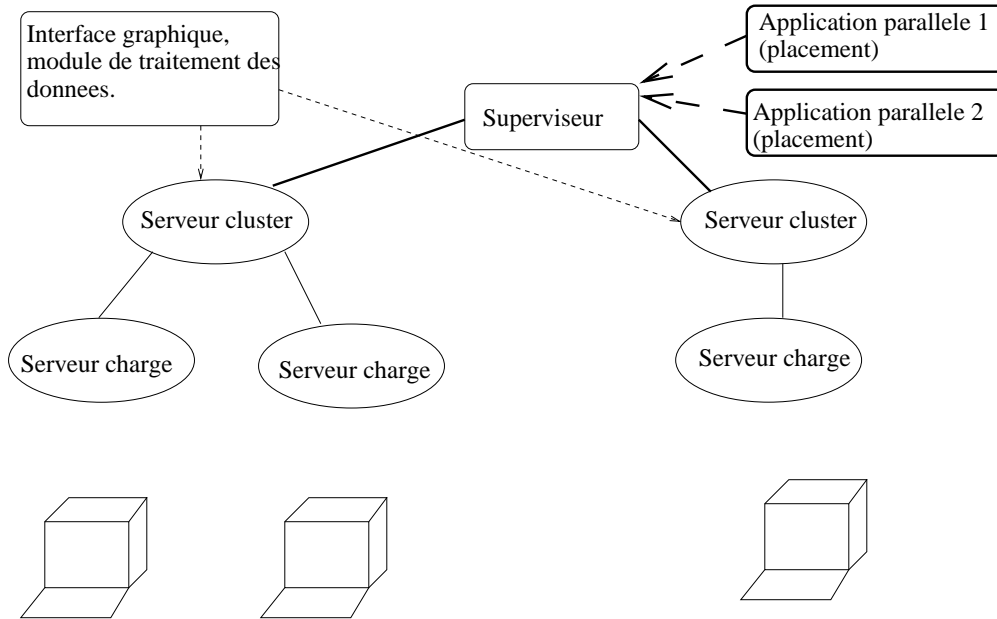 Interface graphique,
module de traitement des
donnees.
Application parallele 1
(placement)
Superviseur
Application parallele 2
(placement)
Serveur cluster
Serveur cluster
Serveur charge
Serveur charge
Serveur charge